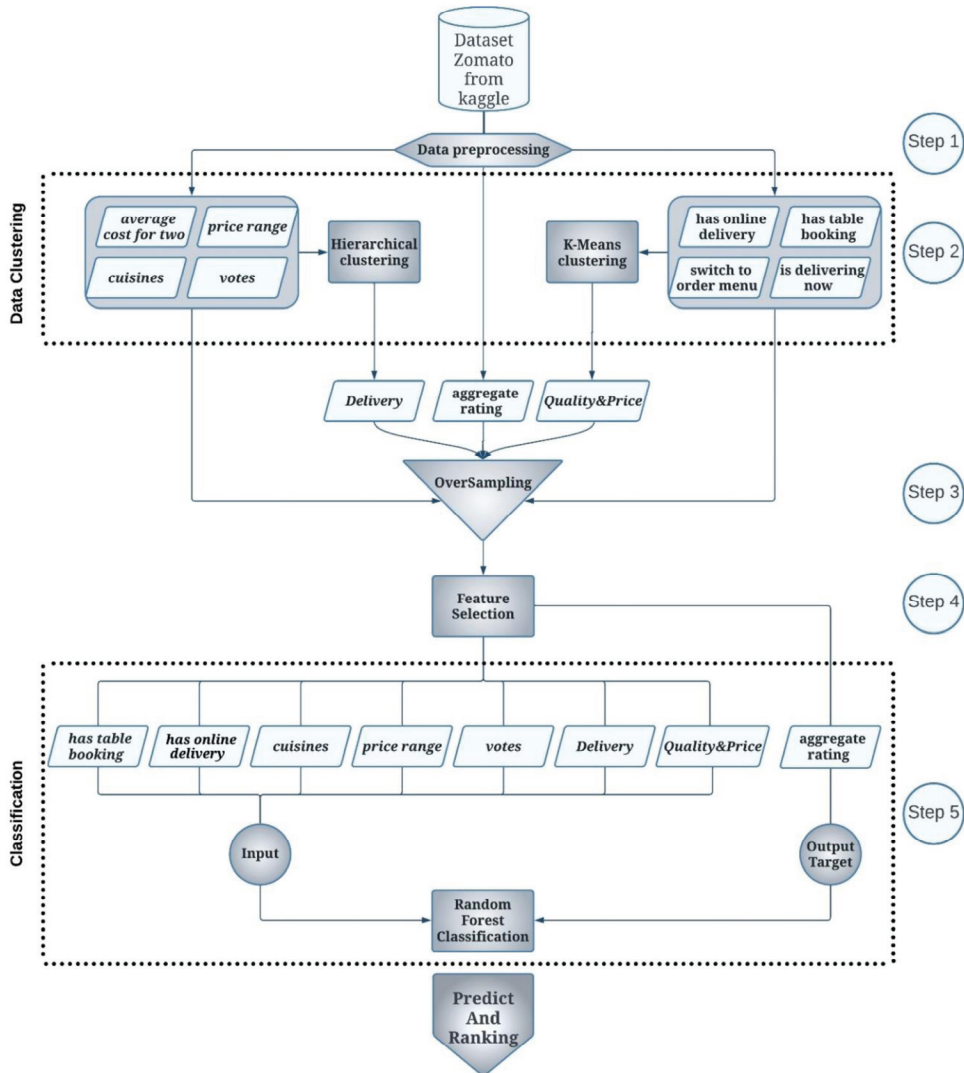 Dataset
Zomato
from
kaggle
Data preprocessing
Step 1
Data Clustering
average
cost for two
price range
cuisines
votes
Hierarchical
clustering
K-Means
clustering
has online
delivery
has table
booking
switch to
order menu
is delivering
now
Step 2
Delivery
aggregate
rating
Quality&Price
OverSampling
Step 3
Feature
Selection
Step 4
Classification
has table
booking
has online
delivery
cuisines
price range
votes
Delivery
Quality&Price
aggregate
rating
Step 5
Input
Output
Target
Random
Forest
Classification
Predict
And
Ranking